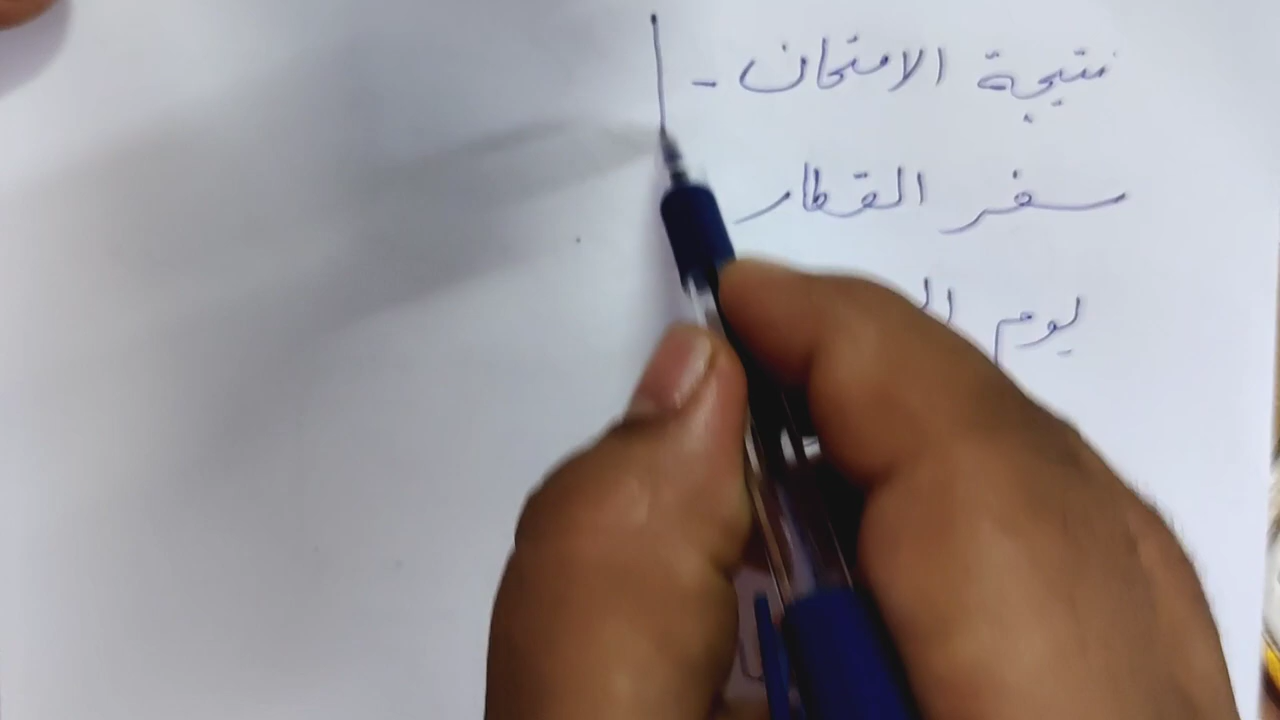 نتيجة الامتحان -
سفر القطار
يوم